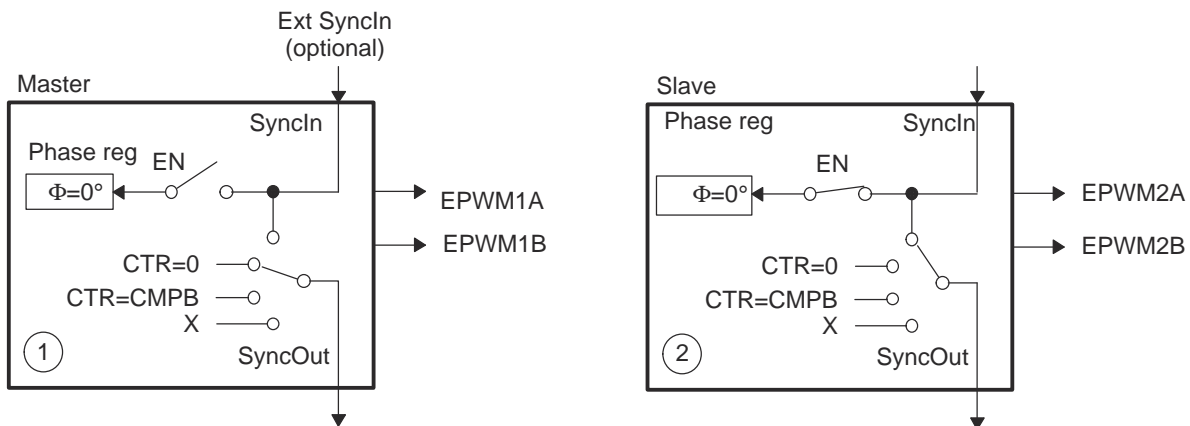 Ext SyncIn
(optional)
Master
SyncIn
Phase reg
EN
Φ=0°
EPWM1A
EPWM1B
CTR=0
CTR=CMPB
X
1
SyncOut
Slave
Phase reg
SyncIn
EN
Φ=0°
EPWM2A
EPWM2B
CTR=0
CTR=CMPB
X
2
SyncOut